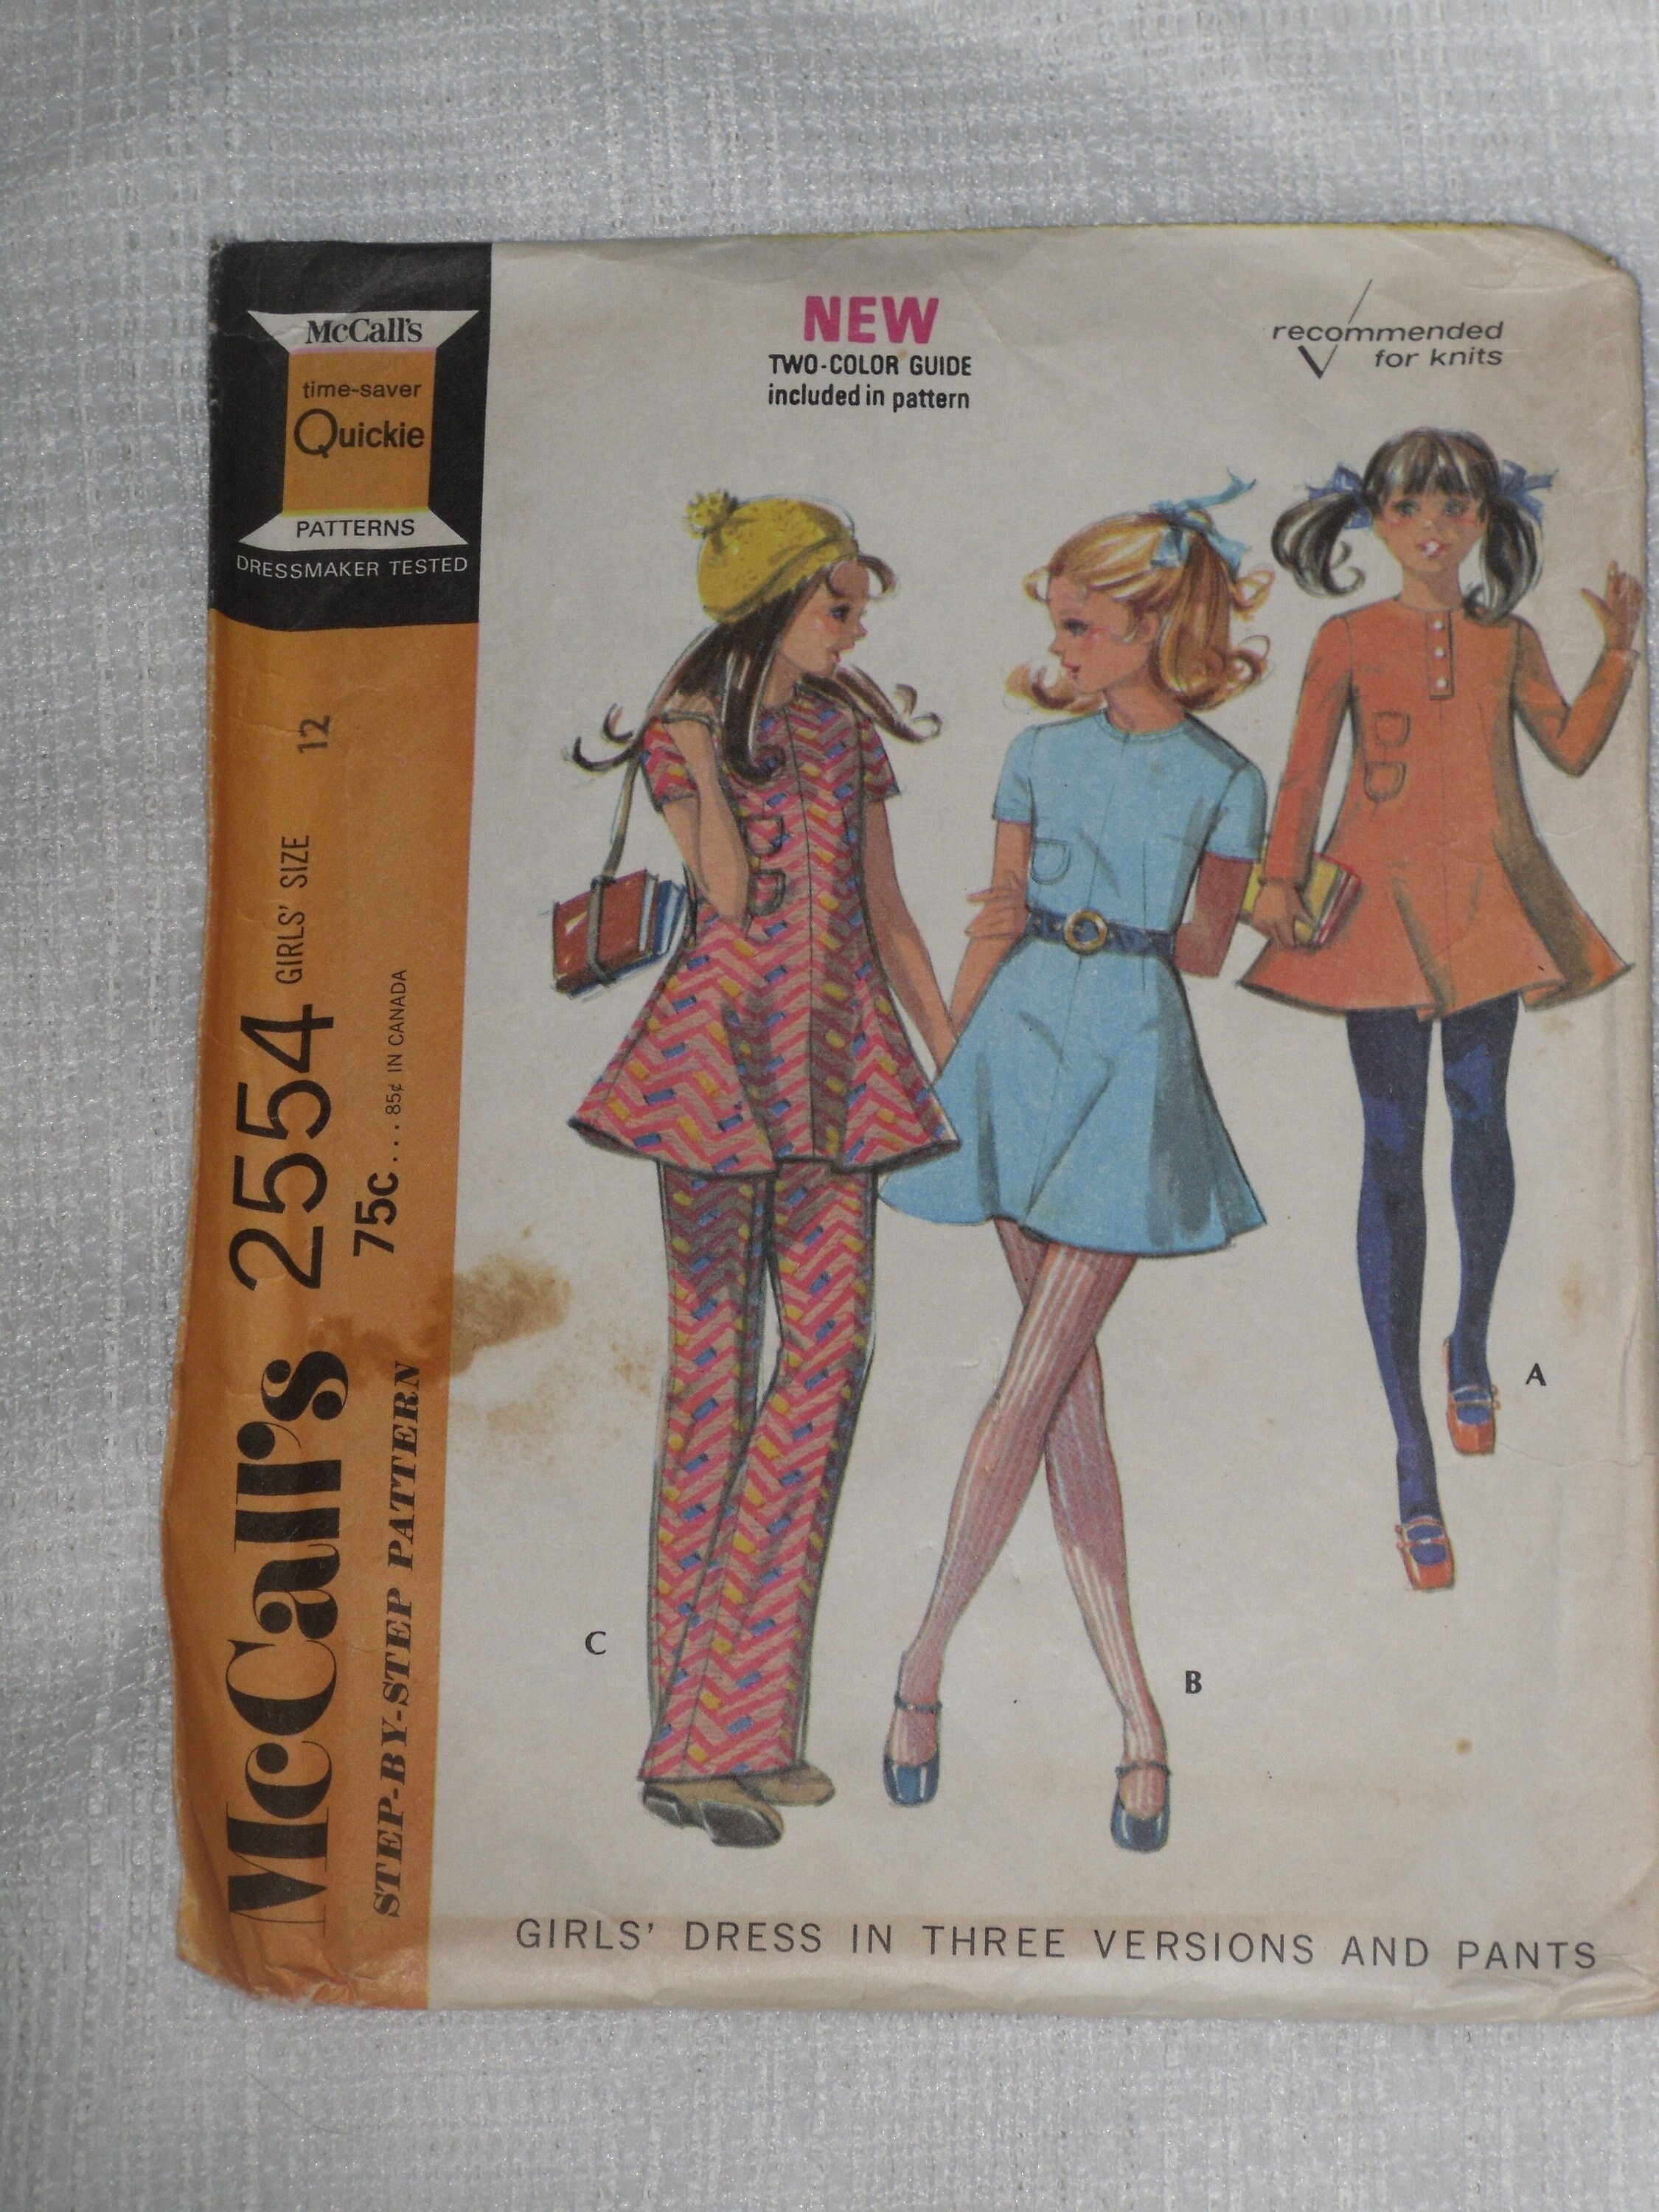 McCall's
time-saver
Quickie
PATTERNS
DRESSMAKER TESTED
NEW
TWO-COLOR GUIDE
included in pattern
recommended
for knits
McCall's 2554 GIRLS' SIZE 12
75c....85¢ IN CANADA
STEP-BY-STEP PATTERN
A
C
B
GIRLS' DRESS IN THREE VERSIONS AND PANTS